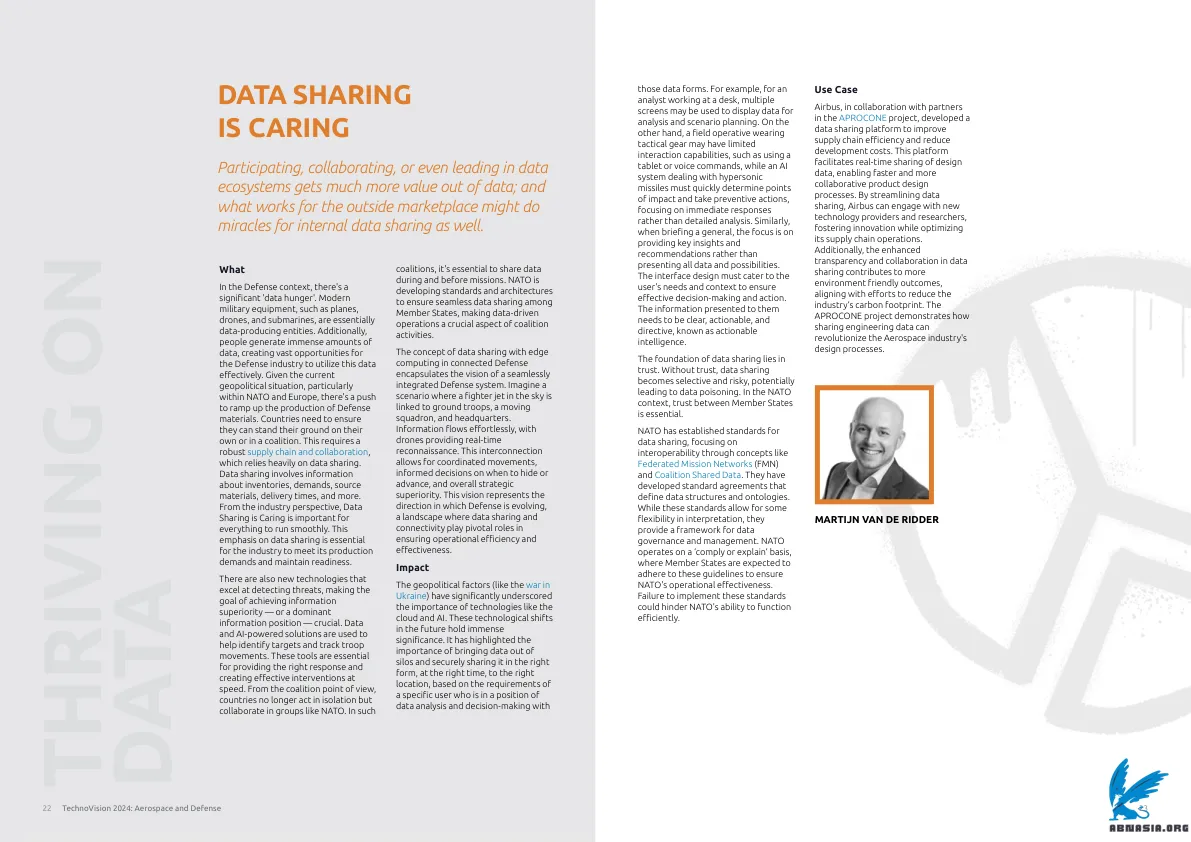 THRIVING ON
DATA
DATA SHARING
IS CARING
Participating, collaborating, or even leading in data
ecosystems gets much more value out of data; and
what works for the outside marketplace might do
miracles for internal data sharing as well.
What
In the Defense context, there's a
significant 'data hunger'. Modern
military equipment, such as planes,
drones, and submarines, are essentially
data-producing entities. Additionally,
people generate immense amounts of
data, creating vast opportunities for
the Defense industry to utilize this data
effectively. Given the current
geopolitical situation, particularly
within NATO and Europe, there's a push
to ramp up the production of Defense
materials. Countries need to ensure
they can stand their ground on their
own or in a coalition. This requires a
robust supply chain and collaboration,
which relies heavily on data sharing.
Data sharing involves information
about inventories, demands, source
materials, delivery times, and more.
From the industry perspective, Data
Sharing is Caring is important for
everything to run smoothly. This
emphasis on data sharing is essential
for the industry to meet its production
demands and maintain readiness.
There are also new technologies that
excel at detecting threats, making the
goal of achieving information
superiority — or a dominant
information position — crucial. Data
and AI-powered solutions are used to
help identify targets and track troop
movements. These tools are essential
for providing the right response and
creating effective interventions at
speed. From the coalition point of view,
countries no longer act in isolation but
collaborate in groups like NATO. In such
coalitions, it's essential to share data
during and before missions. NATO is
developing standards and architectures
to ensure seamless data sharing among
Member States, making data-driven
operations a crucial aspect of coalition
activities.
The concept of data sharing with edge
computing in connected Defense
encapsulates the vision of a seamlessly
integrated Defense system. Imagine a
scenario where a fighter jet in the sky is
linked to ground troops, a moving
squadron, and headquarters.
Information flows effortlessly, with
drones providing real-time
reconnaissance. This interconnection
allows for coordinated movements,
informed decisions on when to hide or
advance, and overall strategic
superiority. This vision represents the
direction in which Defense is evolving,
a landscape where data sharing and
connectivity play pivotal roles in
ensuring operational efficiency and
effectiveness.
Impact
The geopolitical factors (like the war in
Ukraine) have significantly underscored
the importance of technologies like the
cloud and AI. These technological shifts
in the future hold immense
significance. It has highlighted the
importance of bringing data out of
silos and securely sharing it in the right
form, at the right time, to the right
location, based on the requirements of
a specific user who is in a position of
data analysis and decision-making with
those data forms. For example, for an
analyst working at a desk, multiple
screens may be used to display data for
analysis and scenario planning. On the
other hand, a field operative wearing
tactical gear may have limited
interaction capabilities, such as using a
tablet or voice commands, while an AI
system dealing with hypersonic
missiles must quickly determine points
of impact and take preventive actions,
focusing on immediate responses
rather than detailed analysis. Similarly,
when briefing a general, the focus is on
providing key insights and
recommendations rather than
presenting all data and possibilities.
The interface design must cater to the
user's needs and context to ensure
effective decision-making and action.
The information presented to them
needs to be clear, actionable, and
directive, known as actionable
intelligence.
The foundation of data sharing lies in
trust. Without trust, data sharing
becomes selective and risky, potentially
leading to data poisoning. In the NATO
context, trust between Member States
is essential.
NATO has established standards for
data sharing, focusing on
interoperability through concepts like
Federated Mission Networks (FMN)
and Coalition Shared Data. They have
developed standard agreements that
define data structures and ontologies.
While these standards allow for some
flexibility in interpretation, they
provide a framework for data
governance and management. NATO
operates on a 'comply or explain' basis,
where Member States are expected to
adhere to these guidelines to ensure
NATO's operational effectiveness.
Failure to implement these standards
could hinder NATO's ability to function
efficiently.
Use Case
Airbus, in collaboration with partners
in the APROCONE project, developed a
data sharing platform to improve
supply chain efficiency and reduce
development costs. This platform
facilitates real-time sharing of design
data, enabling faster and more
collaborative product design
processes. By streamlining data
sharing, Airbus can engage with new
technology providers and researchers,
fostering innovation while optimizing
its supply chain operations.
Additionally, the enhanced
transparency and collaboration in data
sharing contributes to more
environment friendly outcomes,
aligning with efforts to reduce the
industry's carbon footprint. The
APROCONE project demonstrates how
sharing engineering data can
revolutionize the Aerospace industry's
design processes.
MARTIJN VAN DE RIDDER
22 TechnoVision 2024: Aerospace and Defense
ABNASIA.ORG